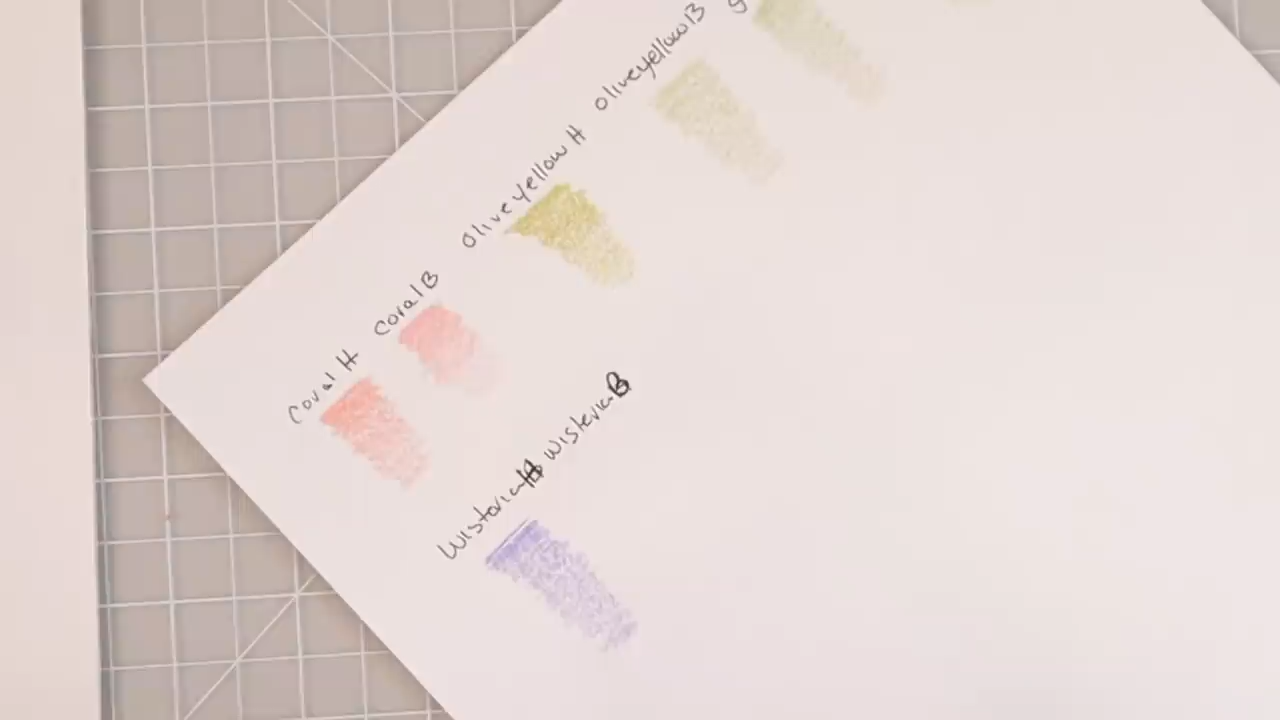 Coral H
Coral B
Olive yellow H
Olive yellow B
Wisteria H
Wisteria B